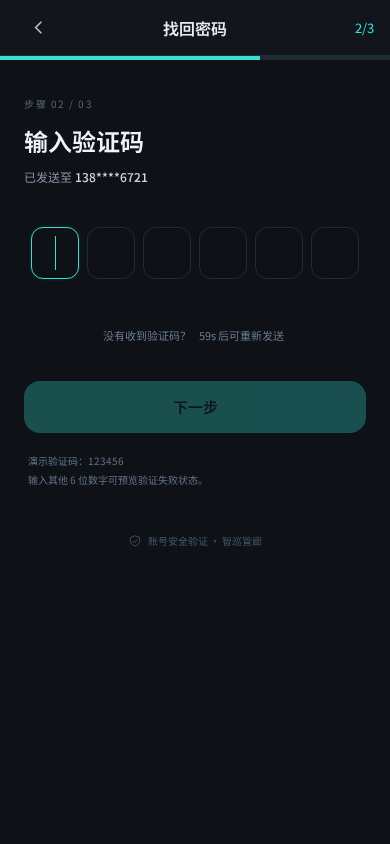 找回密码
2/3
步骤 02 / 03
输入验证码
已发送至 138****6721
没有收到验证码? 59s 后可重新发送
下一步
演示验证码：123456
输入其他 6 位数字可预览验证失败状态。
账号安全验证 · 智巡管廊